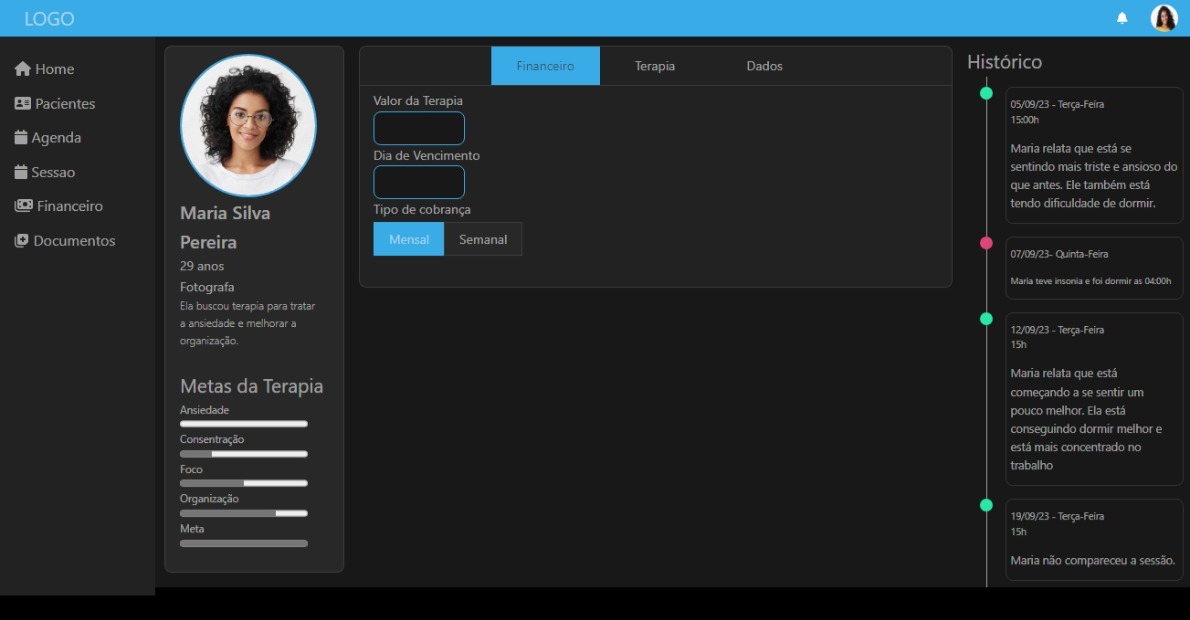 LOGO
Home
Pacientes
Agenda
Sessao
Financeiro
Documentos
Maria Silva
Pereira
29 anos
Fotografa
Ela buscou terapia para tratar
a ansiedade e melhorar a
organização.
Metas da Terapia
Ansiedade
Consentração
Foco
Organização
Meta
Financeiro
Terapia
Dados
Valor da Terapia
Dia de Vencimento
Tipo de cobrança
Mensal
Semanal
Histórico
05/09/23 - Terça-Feira
15:00h
Maria relata que está se
sentindo mais triste e ansioso do
que antes. Ele também está
tendo dificuldade de dormir.
07/09/23- Quinta-Feira
Maria teve insonia e foi dormir as 04:00h
12/09/23 - Terça-Feira
15h
Maria relata que está
começando a se sentir um
pouco melhor. Ela está
conseguindo dormir melhor e
está mais concentrado no
trabalho
19/09/23 - Terça-Feira
15h
Maria não compareceu a sessão.